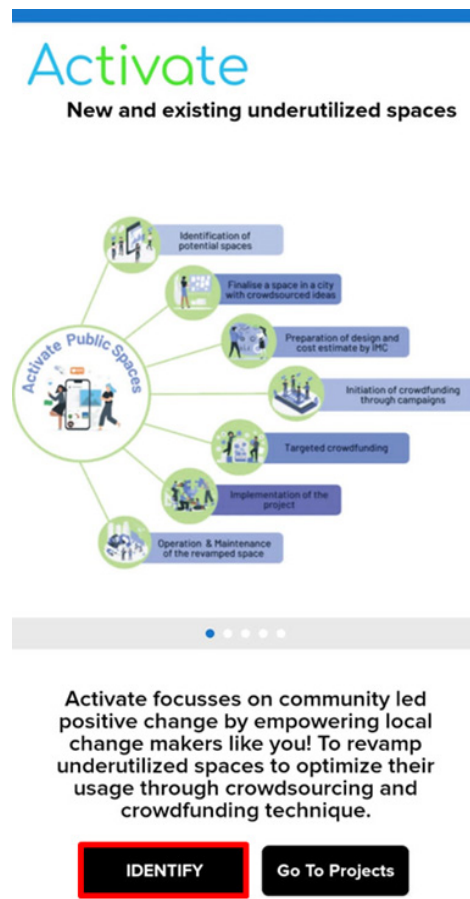 Activate
New and existing underutilized spaces
Identification of
potential spaces
Finalise a space in a city
with crowdsourced ideas
Activate Public Spaces
Preparation of design and
cost estimate by IMC
Initiation of crowdfunding
through campaigns
Targeted crowdfunding
Implementation of the
project
Operation & Maintenance
of the revamped space
Activate focusses on community led
positive change by empowering local
change makers like you! To revamp
underutilized spaces to optimize their
usage through crowdsourcing and
crowdfunding technique.
IDENTIFY
Go To Projects